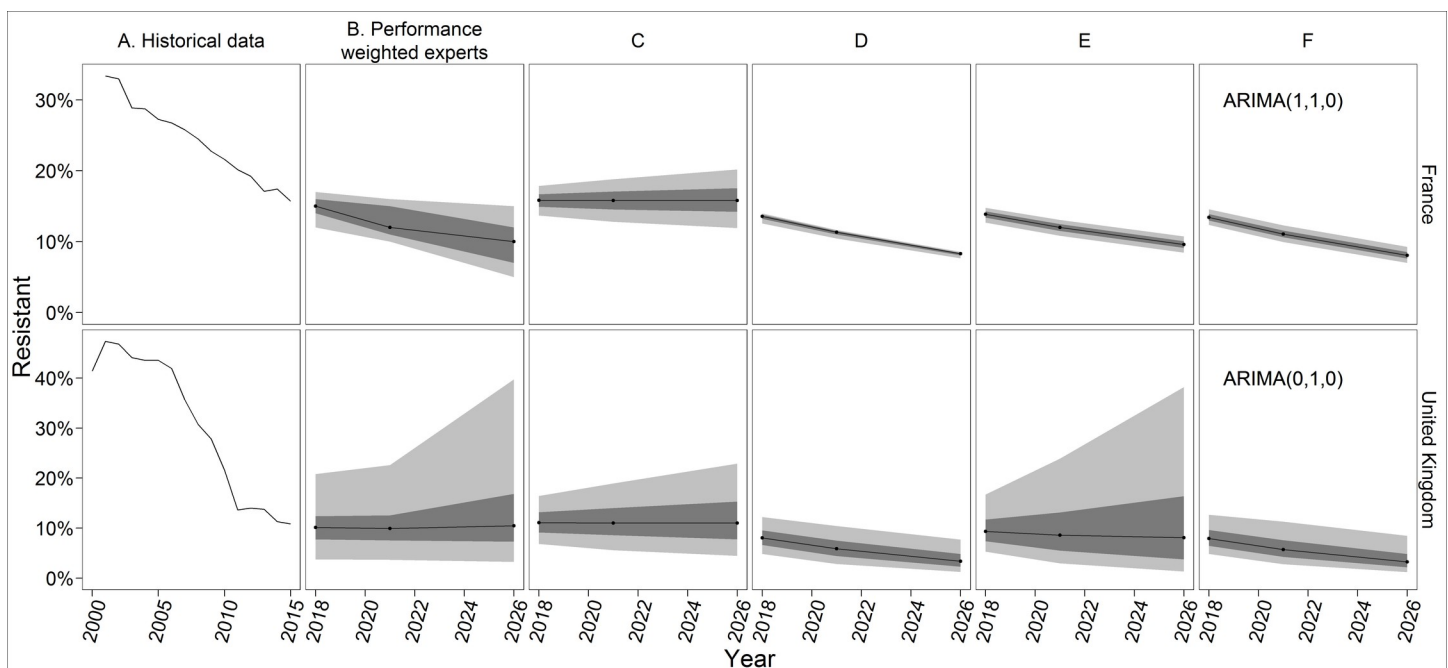 A. Historical data
B. Performance
weighted experts
C
D
E
F
30%
20%
10%
0%
ARIMA(1,1,0)
France
Resistant
40%
30%
20%
10%
0%
ARIMA(0,1,0)
United Kingdom
2000
2005
2010
2015
2018
2020
2022
2024
2026
2018
2020
2022
2024
2026
2018
2020
2022
2024
2026
2018
2020
2022
2024
2026
2018
2020
2022
2024
2026
Year